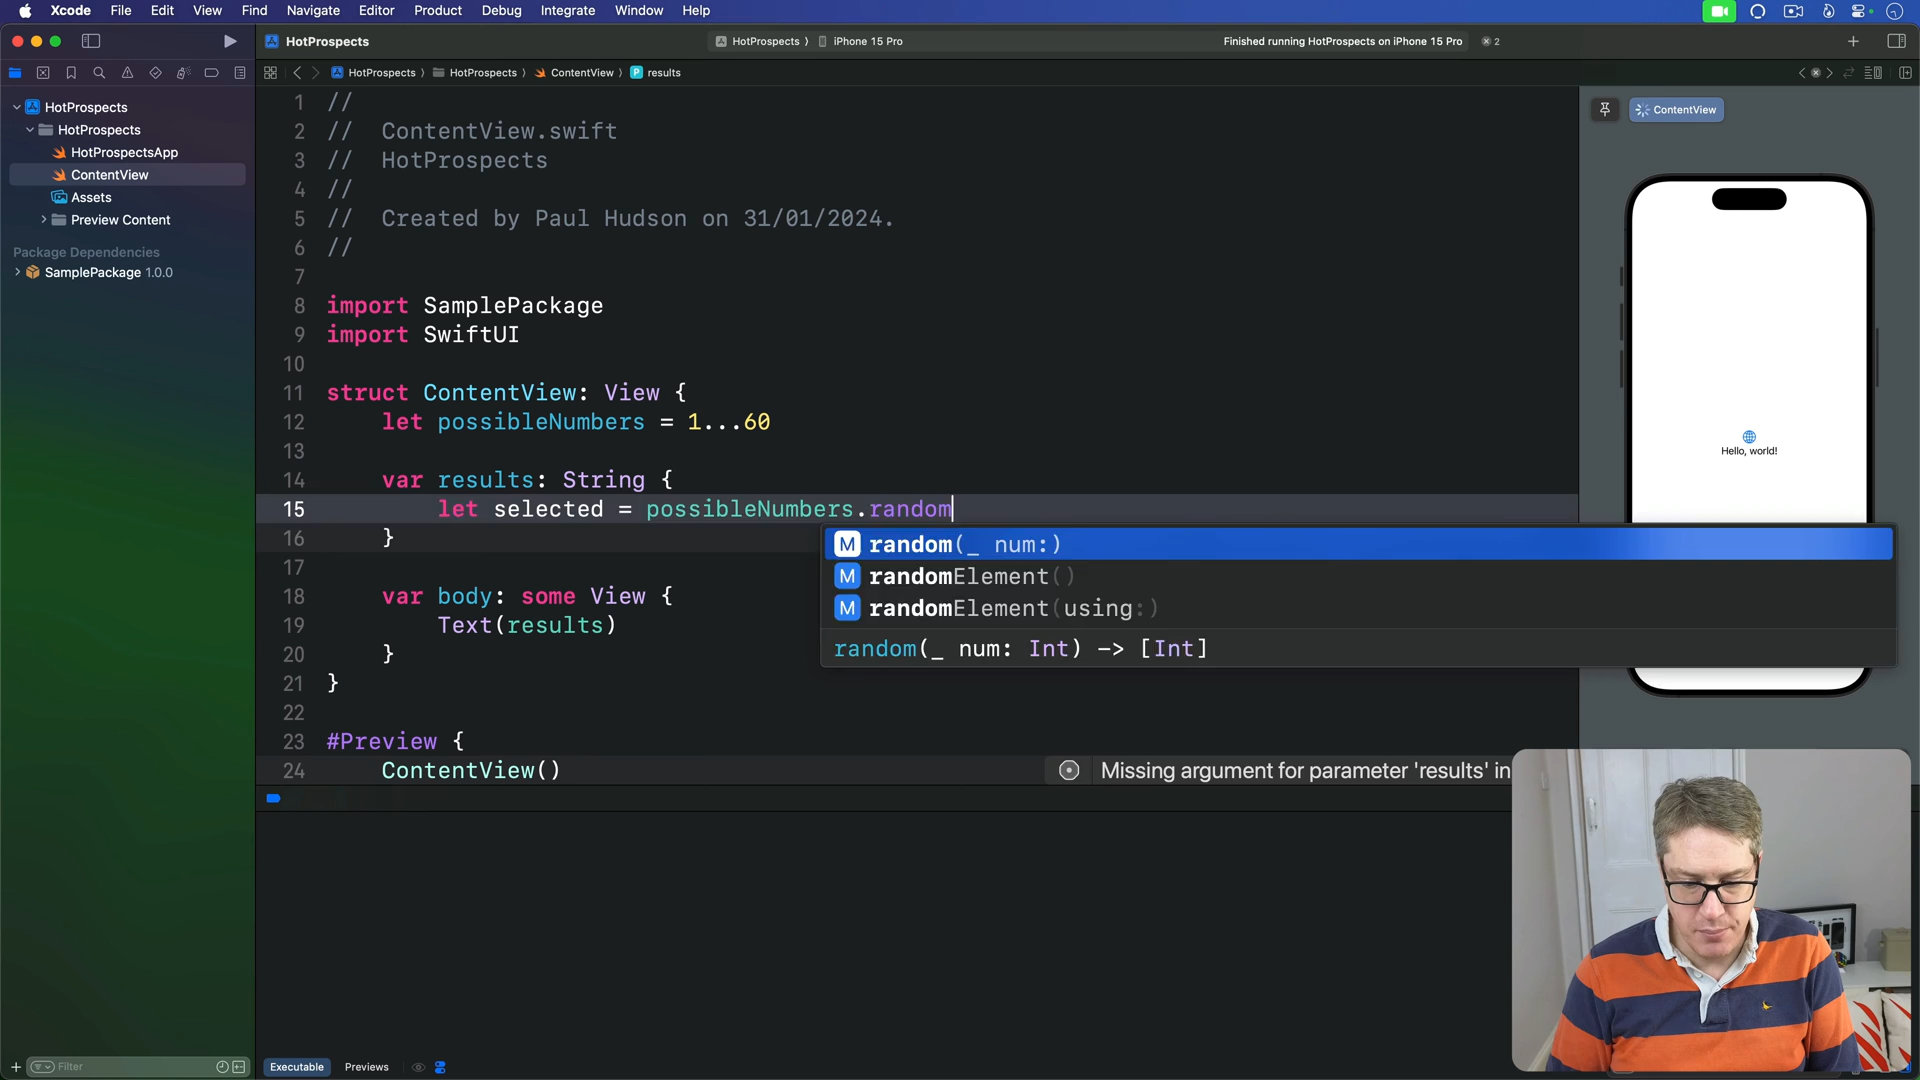 Xcode File Edit View Find Navigate Editor Product Debug Integrate Window Help
HotProspects
HotProspects 〉 iPhone 15 Pro
Finished running HotProspects on iPhone 15 Pro
2
HotProspects 〉 HotProspects 〉 ContentView 〉 P results
HotProspects
HotProspects
HotProspectsApp
ContentView
Assets
Preview Content
Package Dependencies
SamplePackage 1.0.0
1 //
2 // ContentView.swift
3 // HotProspects
4 //
5 // Created by Paul Hudson on 31/01/2024.
6 //
7
8 import SamplePackage
9 import SwiftUI
10
11 struct ContentView: View {
12 let possibleNumbers = 1...60
13
14 var results: String {
15 let selected = possibleNumbers.random
16 }
17
18 var body: some View {
19 Text(results)
20 }
21 }
22
23 #Preview {
24 ContentView()
M random(_ num:)
M randomElement()
M randomElement(using:)
random(_ num: Int) -> [Int]
Missing argument for parameter 'results' in
ContentView
Hello, world!
Filter
Executable Previews